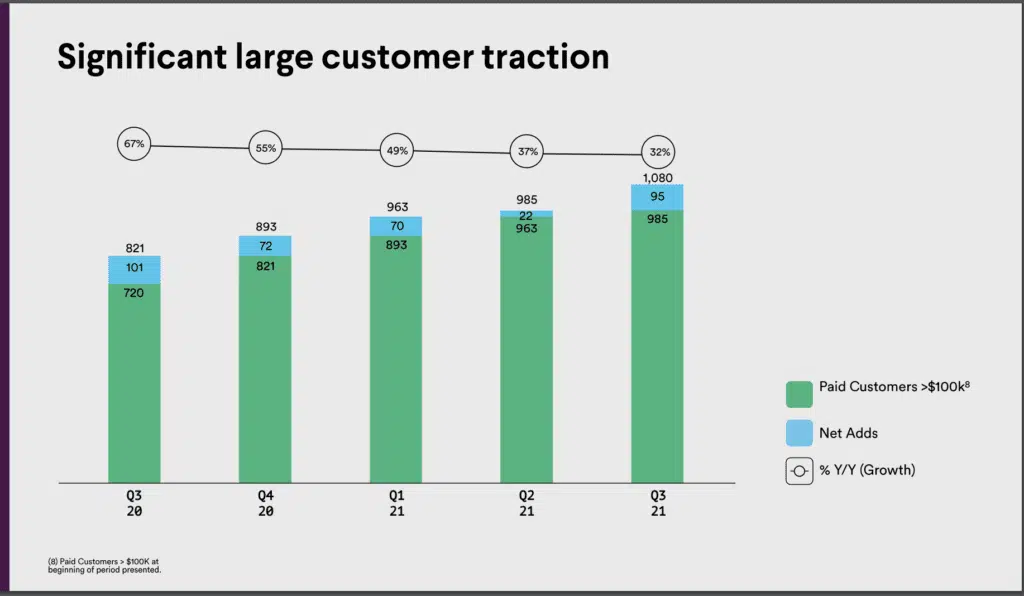 Significant large customer traction
67%
55%
49%
37%
32%
821
101
720
893
72
821
963
70
893
985
22
963
1,080
95
985
Paid Customers >$100k⁸
Net Adds
% Y/Y (Growth)
Q3
20
Q4
20
Q1
21
Q2
21
Q3
21
(8) Paid Customers > $100K at
beginning of period presented.